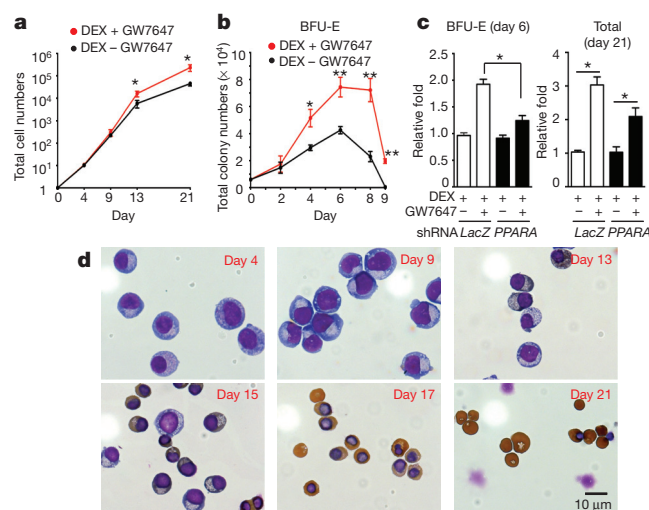 a
DEX + GW7647
DEX − GW7647
Total cell numbers
10⁶
10⁵
10⁴
10³
10²
10
1
0 4 9 13 21
Day
*
*
b
BFU-E
DEX + GW7647
DEX − GW7647
Total colony numbers (× 10⁴)
10
8
6
4
2
0
0 2 4 6 8 9
Day
*
**
**
**
c
BFU-E (day 6)
Relative fold
2.5
2.0
1.5
1.0
0.5
0
*
DEX + + + +
GW7647 − + − +
shRNA LacZ PPARA
Total
(day 21)
Relative fold
4
3
2
1
0
*
*
+ + + +
− + − +
LacZ PPARA
d
Day 4
Day 9
Day 13
Day 15
Day 17
Day 21
10 μm